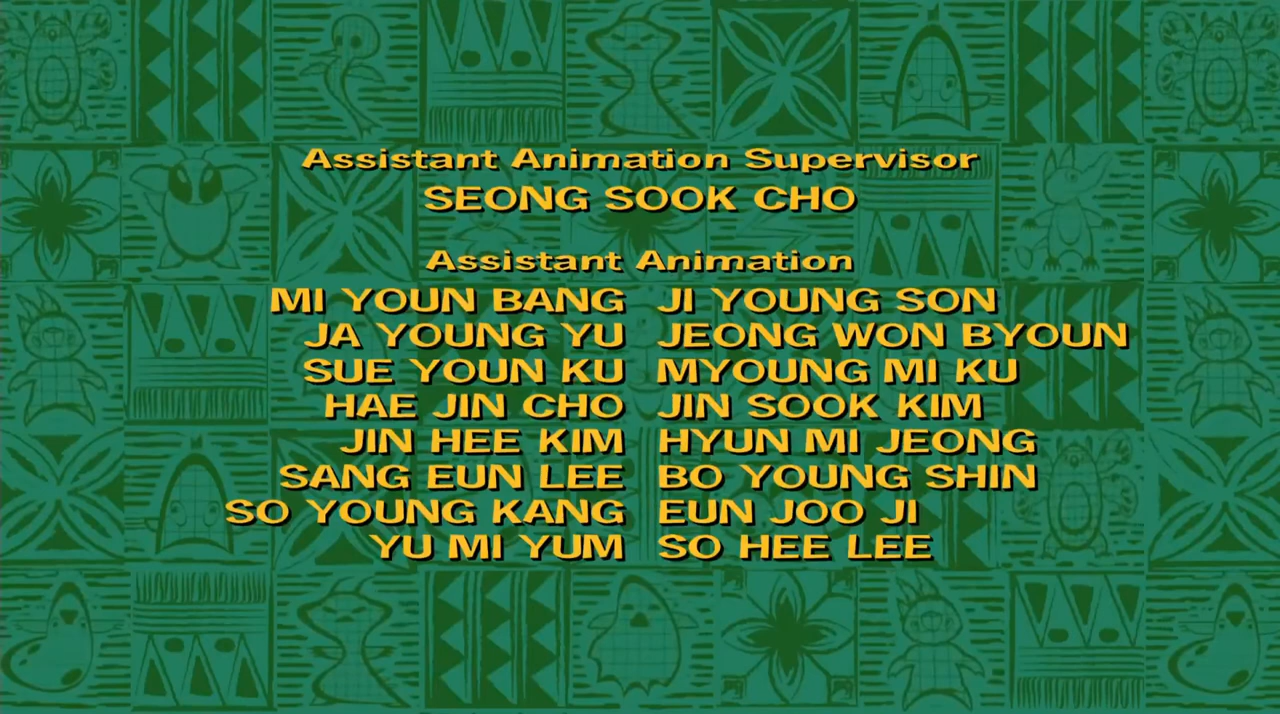 Assistant Animation Supervisor
SEONG SOOK CHO
Assistant Animation
MI YOUN BANG JI YOUNG SON
JA YOUNG YU JEONG WON BYOUN
SUE YOUN KU MYOUNG MI KU
HAE JIN CHO JIN SOOK KIM
JIN HEE KIM HYUN MI JEONG
SANG EUN LEE BO YOUNG SHIN
SO YOUNG KANG EUN JOO JI
YU MI YUM SO HEE LEE